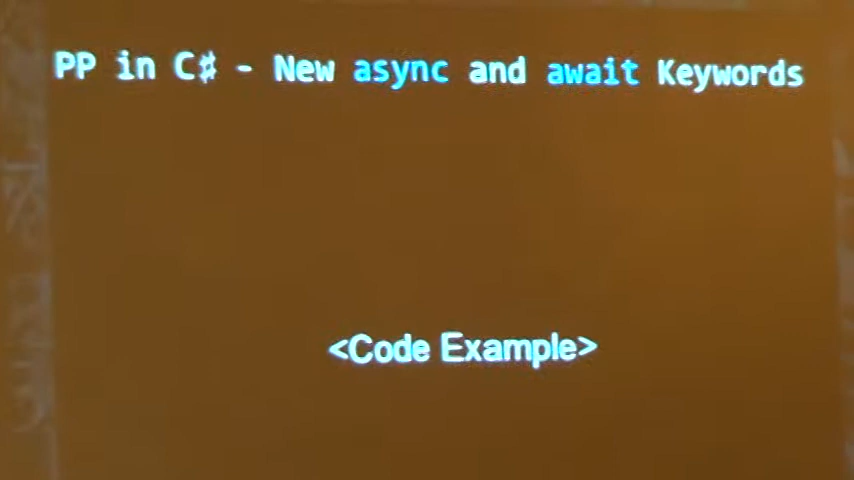 PP in C♯ - New async and await Keywords
<Code Example>